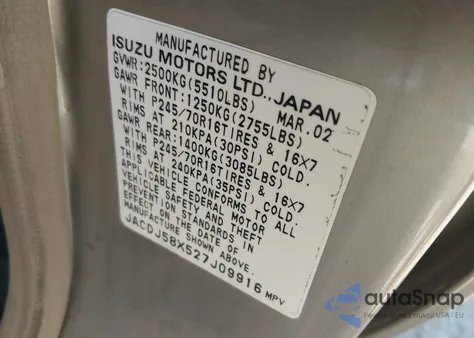 MANUFACTURED BY
ISUZU MOTORS LTD., JAPAN
GVWR:2500KG(5510LBS) MAR.02
GAWR FRONT:1250KG(2755LBS)
WITH P245/70R16TIRES & 16X7
RIMS AT 210KPA(30PSI) COLD.
GAWR REAR:1400KG(3085LBS)
WITH P245/70R16TIRES & 16X7
RIMS AT 240KPA(35PSI) COLD.
THIS VEHICLE CONFORMS TO ALL
APPLICABLE FEDERAL MOTOR
VEHICLE SAFETY AND THEFT
PREVENTION STANDARDS IN
EFFECT ON THE DATE OF
MANUFACTURE SHOWN ABOVE.
JACDJ58X527J09916 MPV
autoSnap